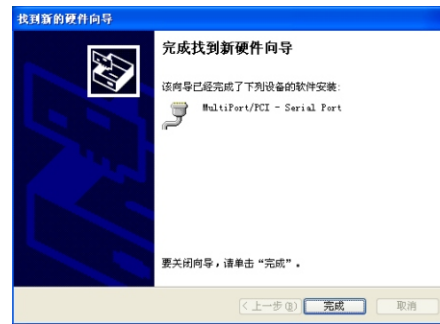 找到新的硬件向导
完成找到新硬件向导
该向导已经完成了下列设备的软件安装:
MultiPort/PCI - Serial Port
要关闭向导，请单击“完成”。
<上一步(B) 完成 取消